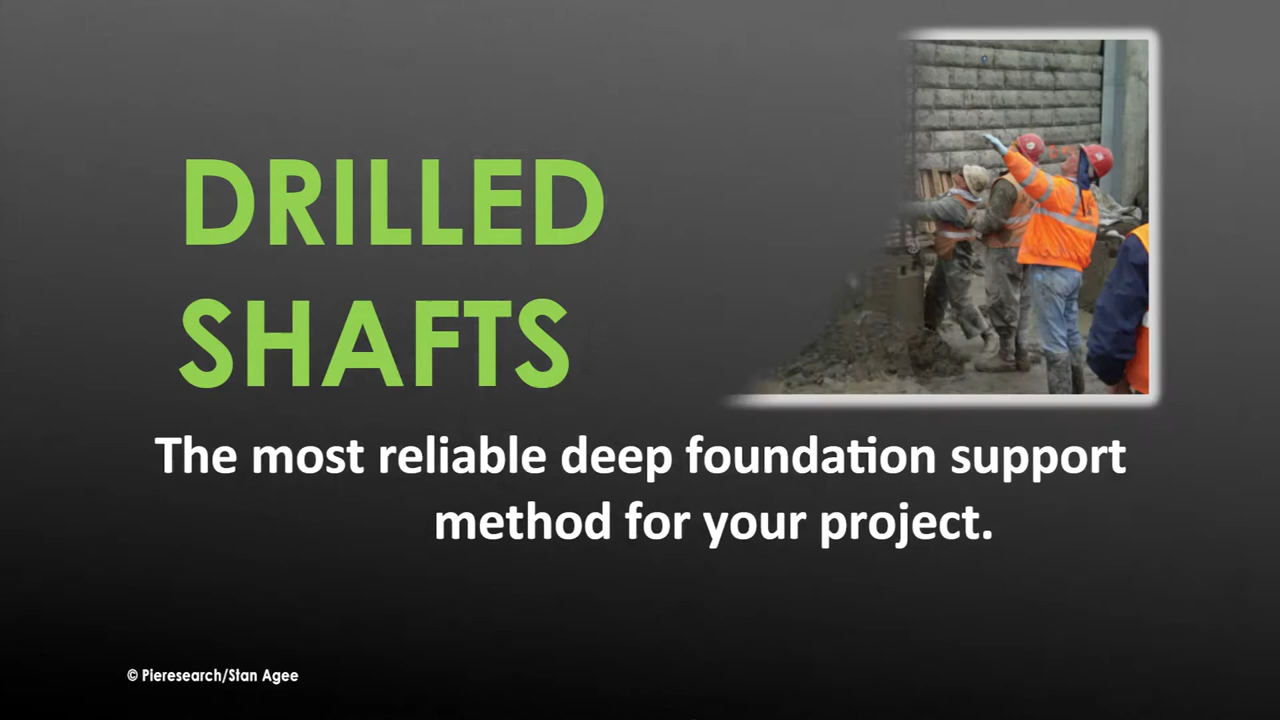 DRILLED
SHAFTS
The most reliable deep foundation support
method for your project.
© Pieresearch/Stan Agee